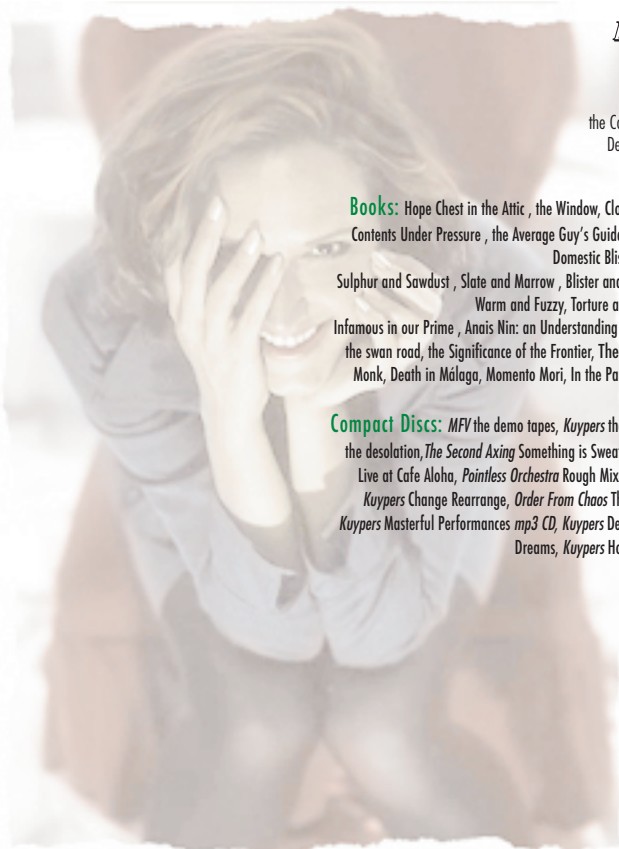 the
De
Books: Hope Chest in the Attic , the Window, Clo
Contents Under Pressure , the Average Guy’s Guid
Domestic Blis
Sulphur and Sawdust , Slate and Marrow , Blister and
Warm and Fuzzy, Torture a
Infamous in our Prime , Anais Nin: an Understanding
the swan road, the Significance of the Frontier, The
Monk, Death in Málaga, Momento Mori, In the Pa
Compact Discs: MFV the demo tapes, Kuypers th
the desolation,The Second Axing Something is Swea
Live at Cafe Aloha, Pointless Orchestra Rough Mix
Kuypers Change Rearrange, Order From Chaos Th
Kuypers Masterful Performances mp3 CD, Kuypers De
Dreams, Kuypers Ho